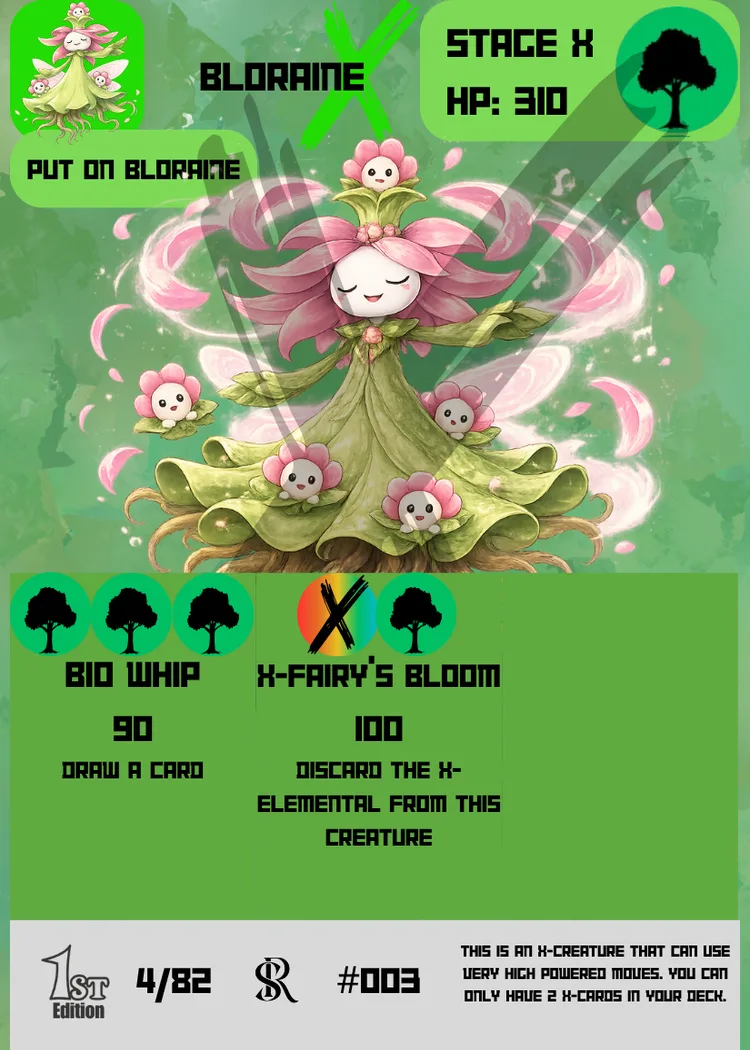 BLORAINE X
STAGE X
HP: 310
PUT ON BLORAINE
X
BIO WHIP
90
DRAW A CARD
X-FAIRY'S BLOOM
100
DISCARD THE X-
ELEMENTAL FROM THIS
CREATURE
1ST
Edition
4/82
SR
#003
THIS IS AN X-CREATURE THAT CAN USE
VERY HIGH POWERED MOVES. YOU CAN
ONLY HAVE 2 X-CARDS IN YOUR DECK.